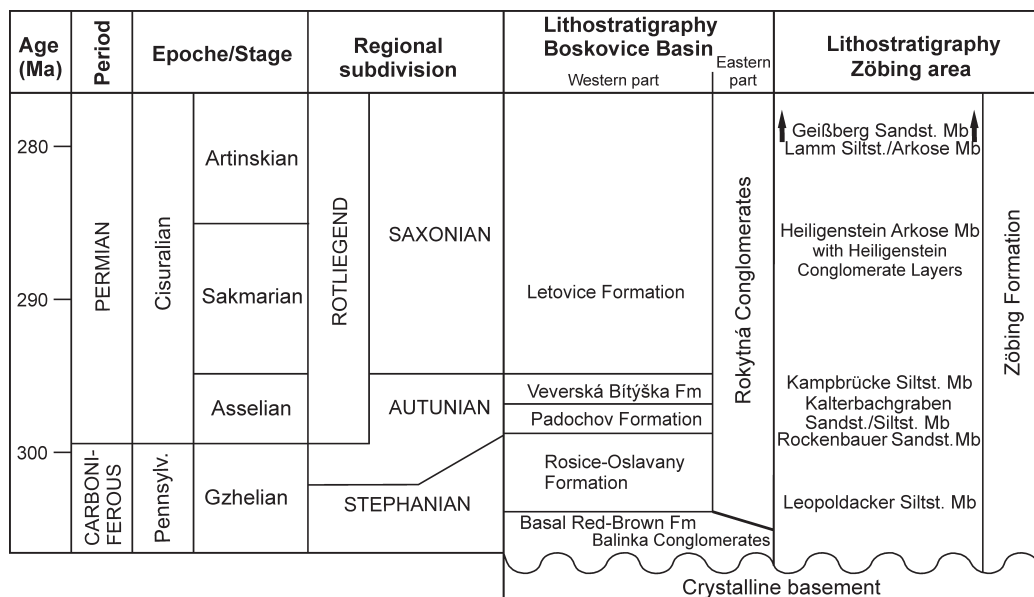 Age
(Ma)
Period
Epoche/Stage
Regional
subdivision
Lithostratigraphy
Boskovice Basin
Western part
Eastern
part
Lithostratigraphy
Zöbing area
280
290
300
PERMIAN
CARBONI-
FEROUS
Cisuralian
Pennsylv.
Artinskian
Sakmarian
Asselian
Gzhelian
ROTLIEGEND
SAXONIAN
AUTUNIAN
STEPHANIAN
Letovice Formation
Veverská Bítýška Fm
Padochov Formation
Rosice-Oslavany
Formation
Basal Red-Brown Fm
Balinka Conglomerates
Rokytná Conglomerates
Geißberg Sandst. Mb
Lamm Siltst./Arkose Mb
Heiligenstein Arkose Mb
with Heiligenstein
Conglomerate Layers
Kampbrücke Siltst. Mb
Kalterbachgraben
Sandst./Siltst. Mb
Rockenbauer Sandst.Mb
Leopoldacker Siltst. Mb
Zöbing Formation
Crystalline basement